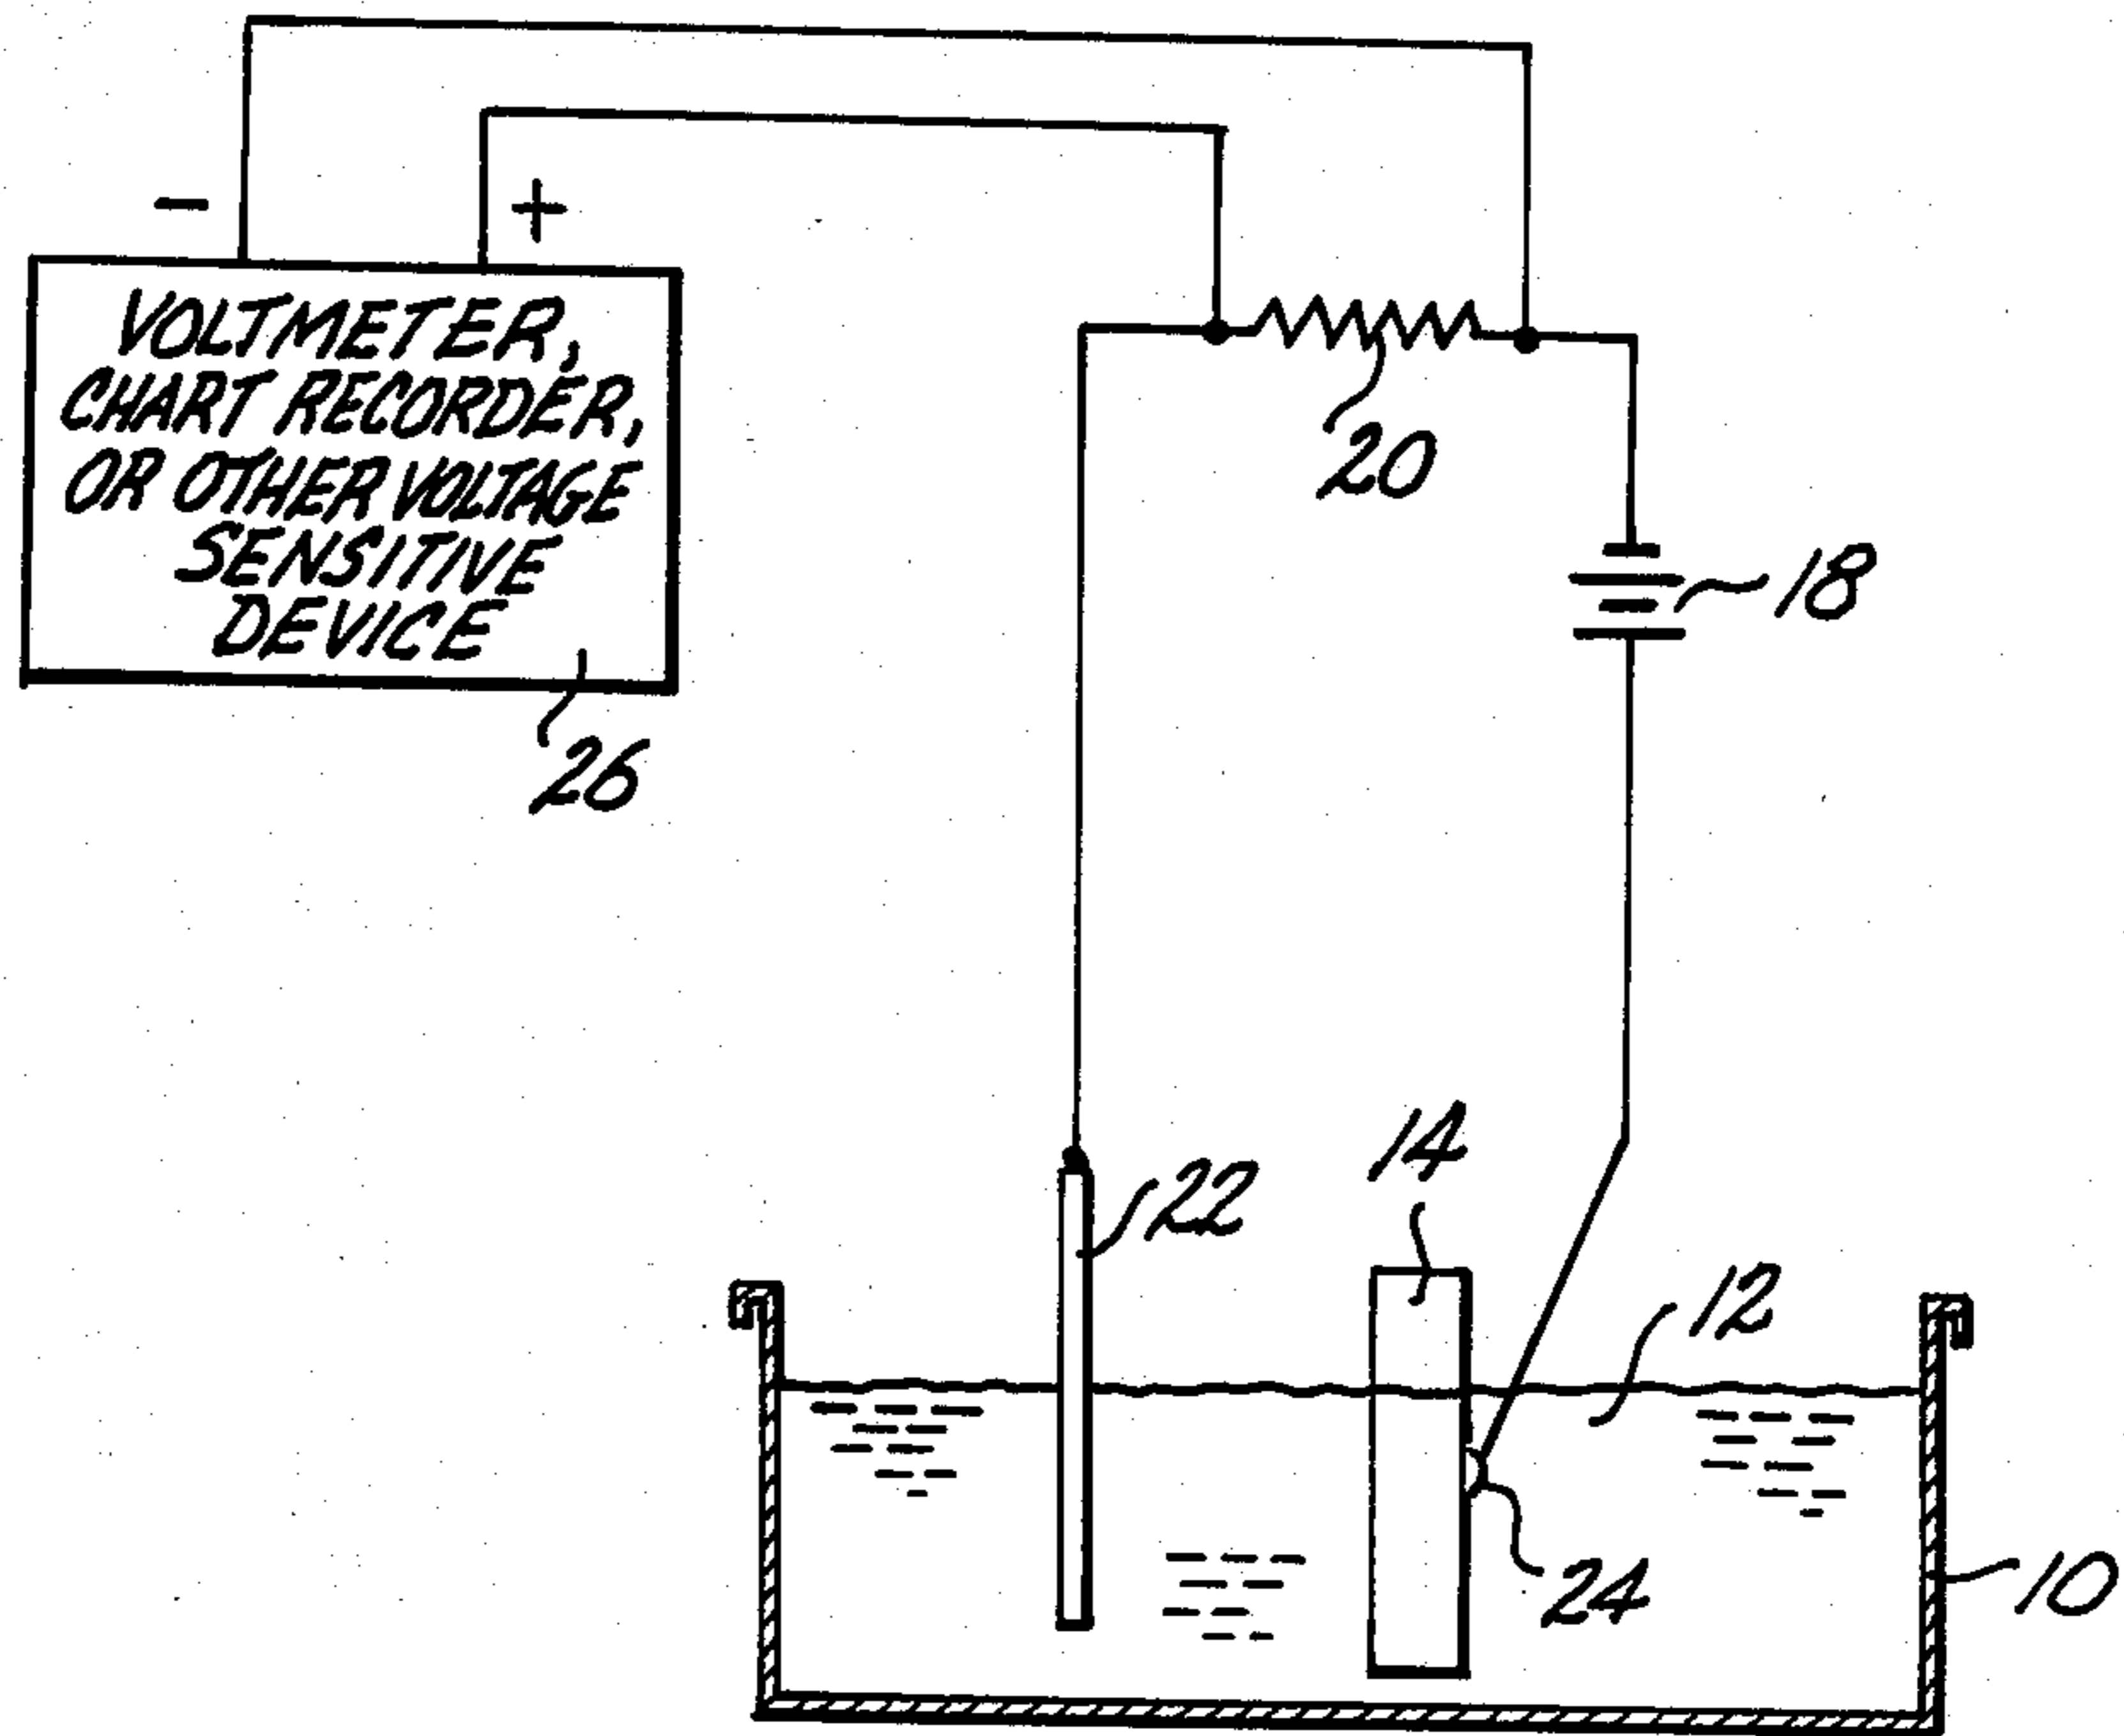 - +
VOLTMETER,
CHART RECORDER,
OR OTHER VOLTAGE
SENSITIVE
DEVICE
20
18
26
14
22
12
24
10